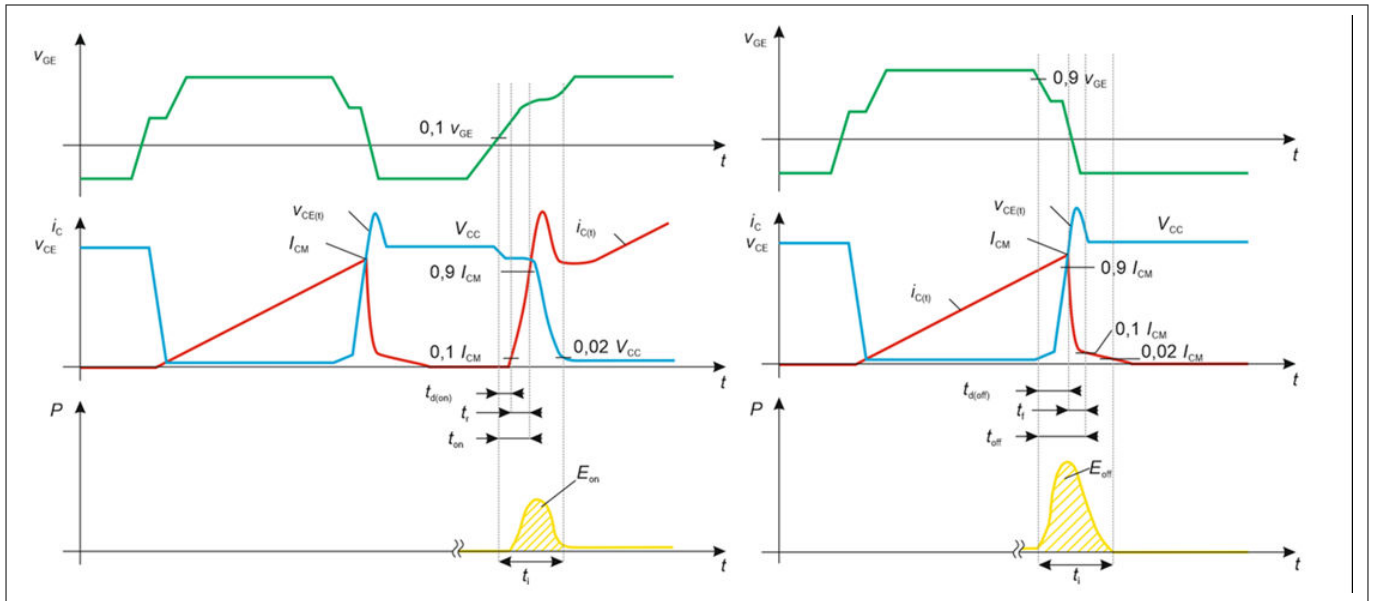 vGE
0,1 vGE
t
iC
vCE
vCE(t)
ICM
VCC
iC(t)
0,9 ICM
0,1 ICM
0,02 VCC
t
td(on)
tr
ton
P
Eon
t
ti
vGE
0,9 vGE
t
iC
vCE
vCE(t)
ICM
VCC
0,9 ICM
iC(t)
0,1 ICM
0,02 ICM
t
td(off)
tf
toff
P
Eoff
t
ti